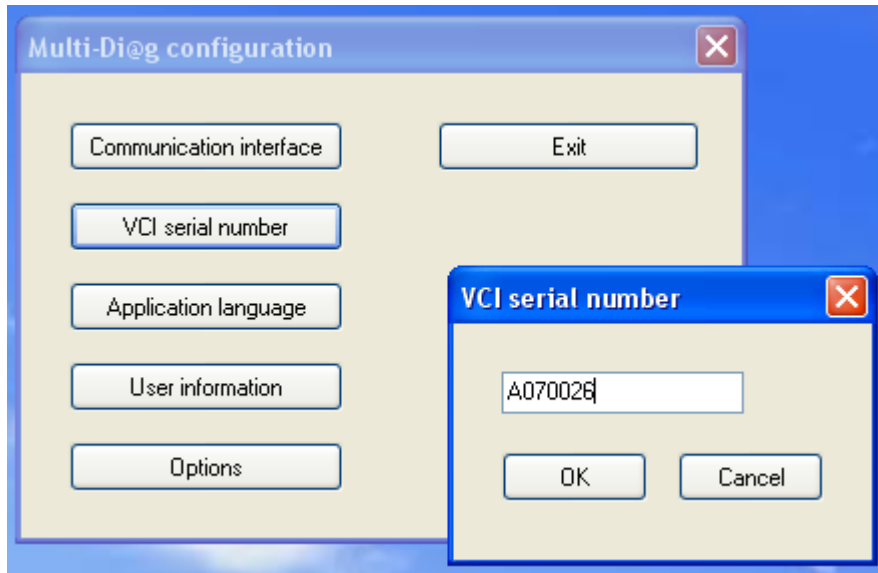 Multi-Di@g configuration
Communication interface
Exit
VCI serial number
Application language
User information
Options
VCI serial number
A070026
OK
Cancel